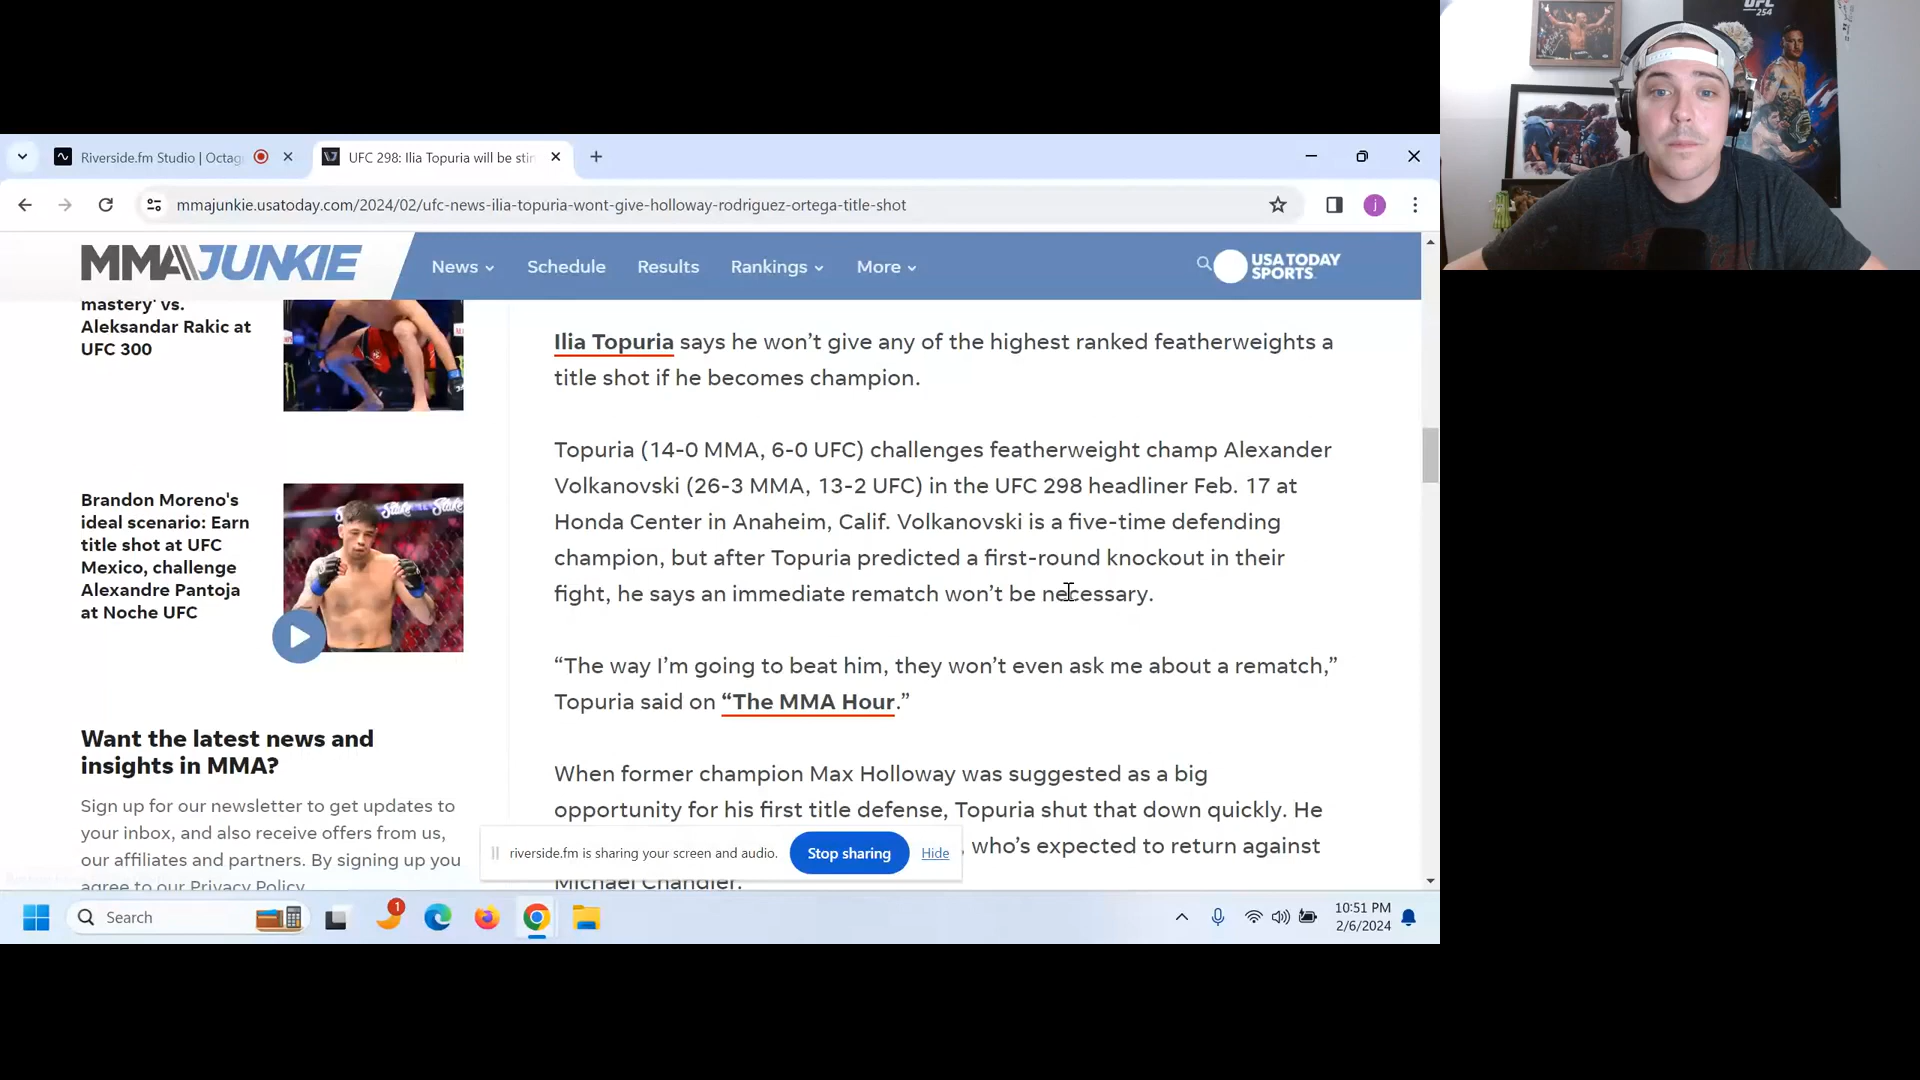 UFC
254
Riverside.fm Studio | Octag
UFC 298: Ilia Topuria will be stin
mmajunkie.usatoday.com/2024/02/ufc-news-ilia-topuria-wont-give-holloway-rodriguez-ortega-title-shot
MMAJUNKIE
News
Schedule
Results
Rankings
More
USA TODAY
SPORTS
mastery' vs.
Aleksandar Rakic at
UFC 300
Brandon Moreno's
ideal scenario: Earn
title shot at UFC
Mexico, challenge
Alexandre Pantoja
at Noche UFC
Want the latest news and
insights in MMA?
Sign up for our newsletter to get updates to
your inbox, and also receive offers from us,
our affiliates and partners. By signing up you
agree to our Privacy Policy.
Ilia Topuria says he won’t give any of the highest ranked featherweights a
title shot if he becomes champion.
Topuria (14-0 MMA, 6-0 UFC) challenges featherweight champ Alexander
Volkanovski (26-3 MMA, 13-2 UFC) in the UFC 298 headliner Feb. 17 at
Honda Center in Anaheim, Calif. Volkanovski is a five-time defending
champion, but after Topuria predicted a first-round knockout in their
fight, he says an immediate rematch won’t be necessary.
“The way I’m going to beat him, they won’t even ask me about a rematch,”
Topuria said on “The MMA Hour.”
When former champion Max Holloway was suggested as a big
opportunity for his first title defense, Topuria shut that down quickly. He
, who’s expected to return against
Michael Chandler.
riverside.fm is sharing your screen and audio.
Stop sharing
Hide
Search
1
10:51 PM
2/6/2024